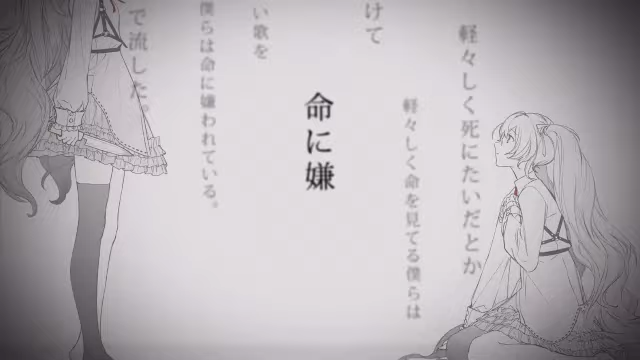 軽々しく死にたいだとか
軽々しく命を見てる僕らは
けて
命に嫌
い歌を
僕らは命に嫌われている。
で流した。